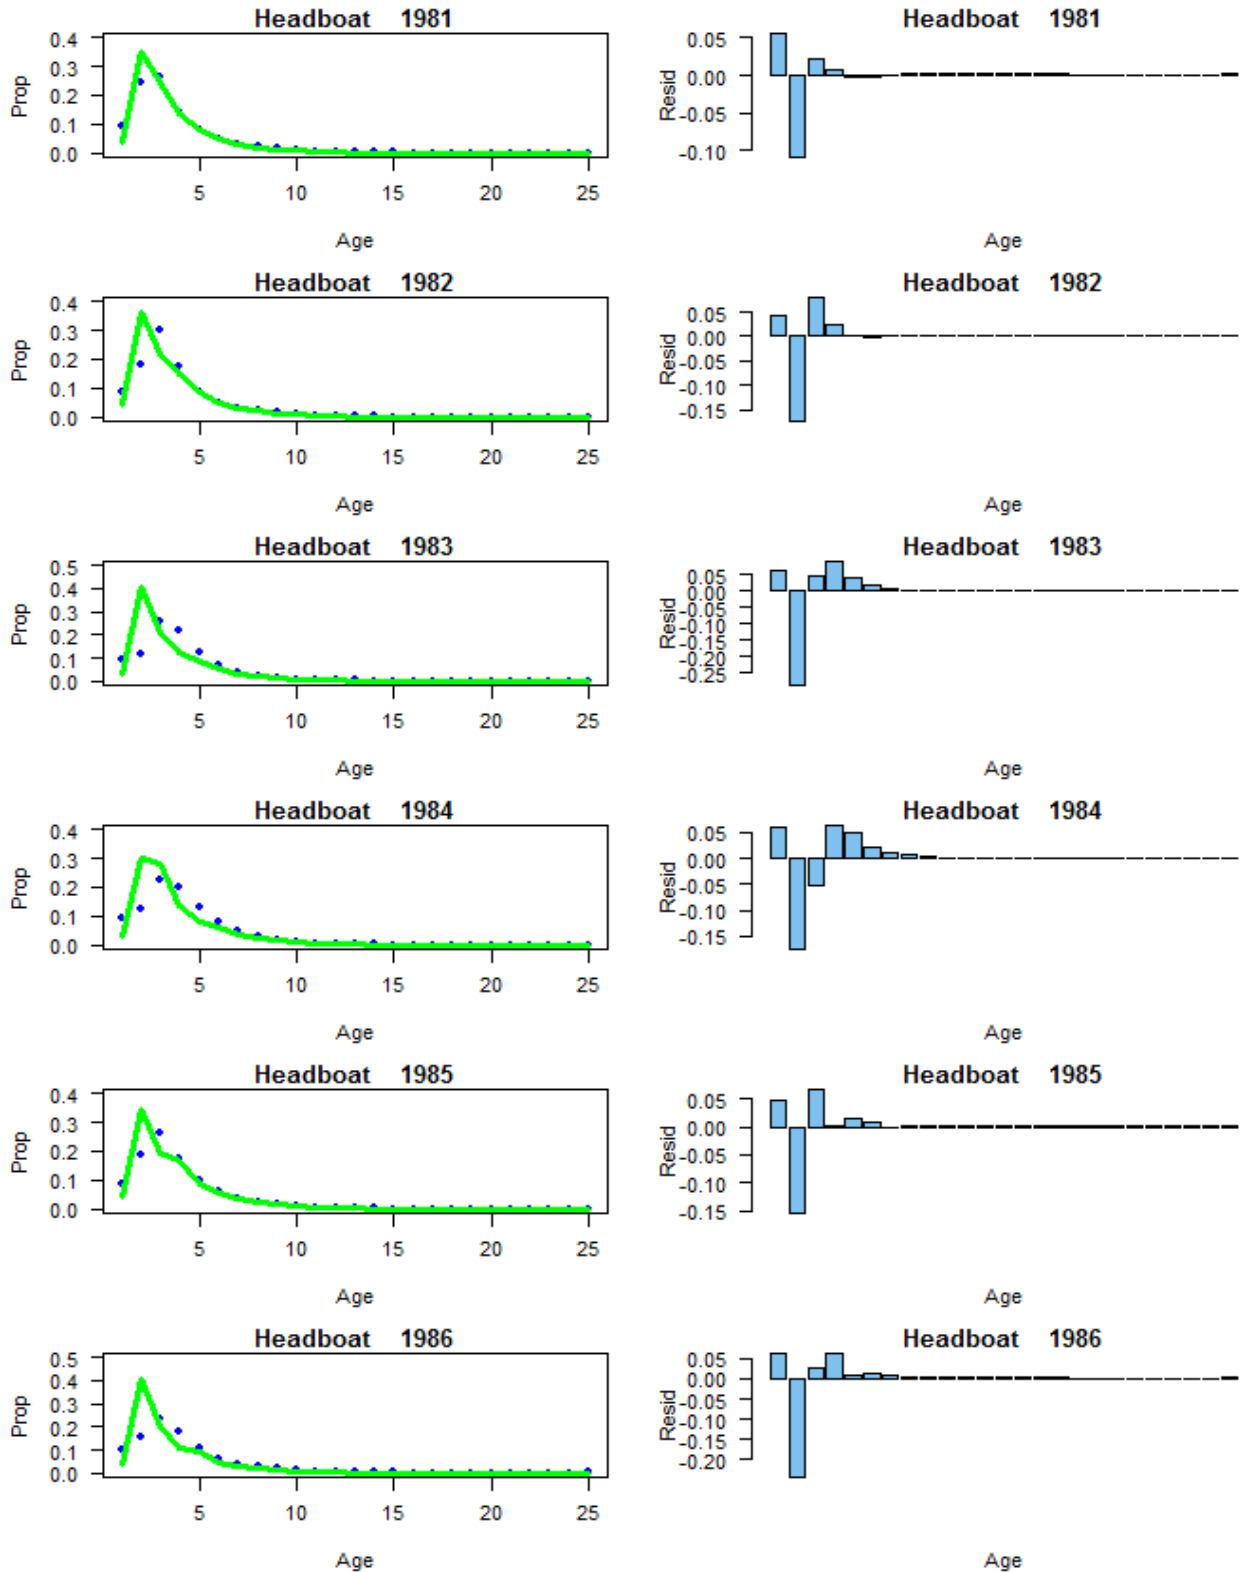 Headboat 1981
Prop
0.4
0.3
0.2
0.1
0.0
5 10 15 20 25
Age
Headboat 1981
Resid
0.05
0.00
-0.05
-0.10
Age
Headboat 1982
Prop
0.4
0.3
0.2
0.1
0.0
5 10 15 20 25
Age
Headboat 1982
Resid
0.05
0.00
-0.05
-0.10
-0.15
Age
Headboat 1983
Prop
0.5
0.4
0.3
0.2
0.1
0.0
5 10 15 20 25
Age
Headboat 1983
Resid
0.05
0.00
-0.05
-0.10
-0.15
-0.20
-0.25
Age
Headboat 1984
Prop
0.4
0.3
0.2
0.1
0.0
5 10 15 20 25
Age
Headboat 1984
Resid
0.05
0.00
-0.05
-0.10
-0.15
Age
Headboat 1985
Prop
0.4
0.3
0.2
0.1
0.0
5 10 15 20 25
Age
Headboat 1985
Resid
0.05
0.00
-0.05
-0.10
-0.15
Age
Headboat 1986
Prop
0.5
0.4
0.3
0.2
0.1
0.0
5 10 15 20 25
Age
Headboat 1986
Resid
0.05
0.00
-0.05
-0.10
-0.15
-0.20
Age